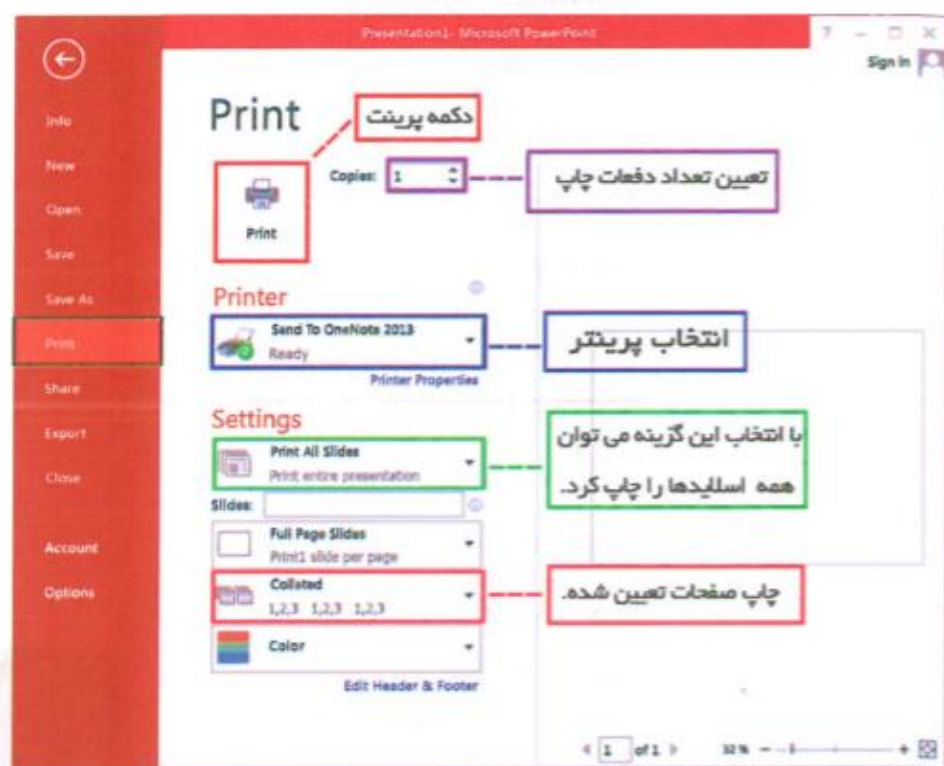 Presentation1- Microsoft PowerPoint
?
Sign in
Info
New
Open
Save
Save As
Print
Share
Export
Close
Account
Options
Print
دکمه پرینت
Print
Copies: 1
تعیین تعداد دفعات چاپ
Printer
Send To OneNote 2013
Ready
انتخاب پرینتر
Printer Properties
Settings
Print All Slides
Print entire presentation
با انتخاب این گزینه می توان
همه اسلایدها را چاپ کرد.
Slides:
Full Page Slides
Print1 slide per page
Collated
1,2,3 1,2,3 1,2,3
چاپ صفحات تعیین شده.
Color
Edit Header & Footer
1 of 1
32 %